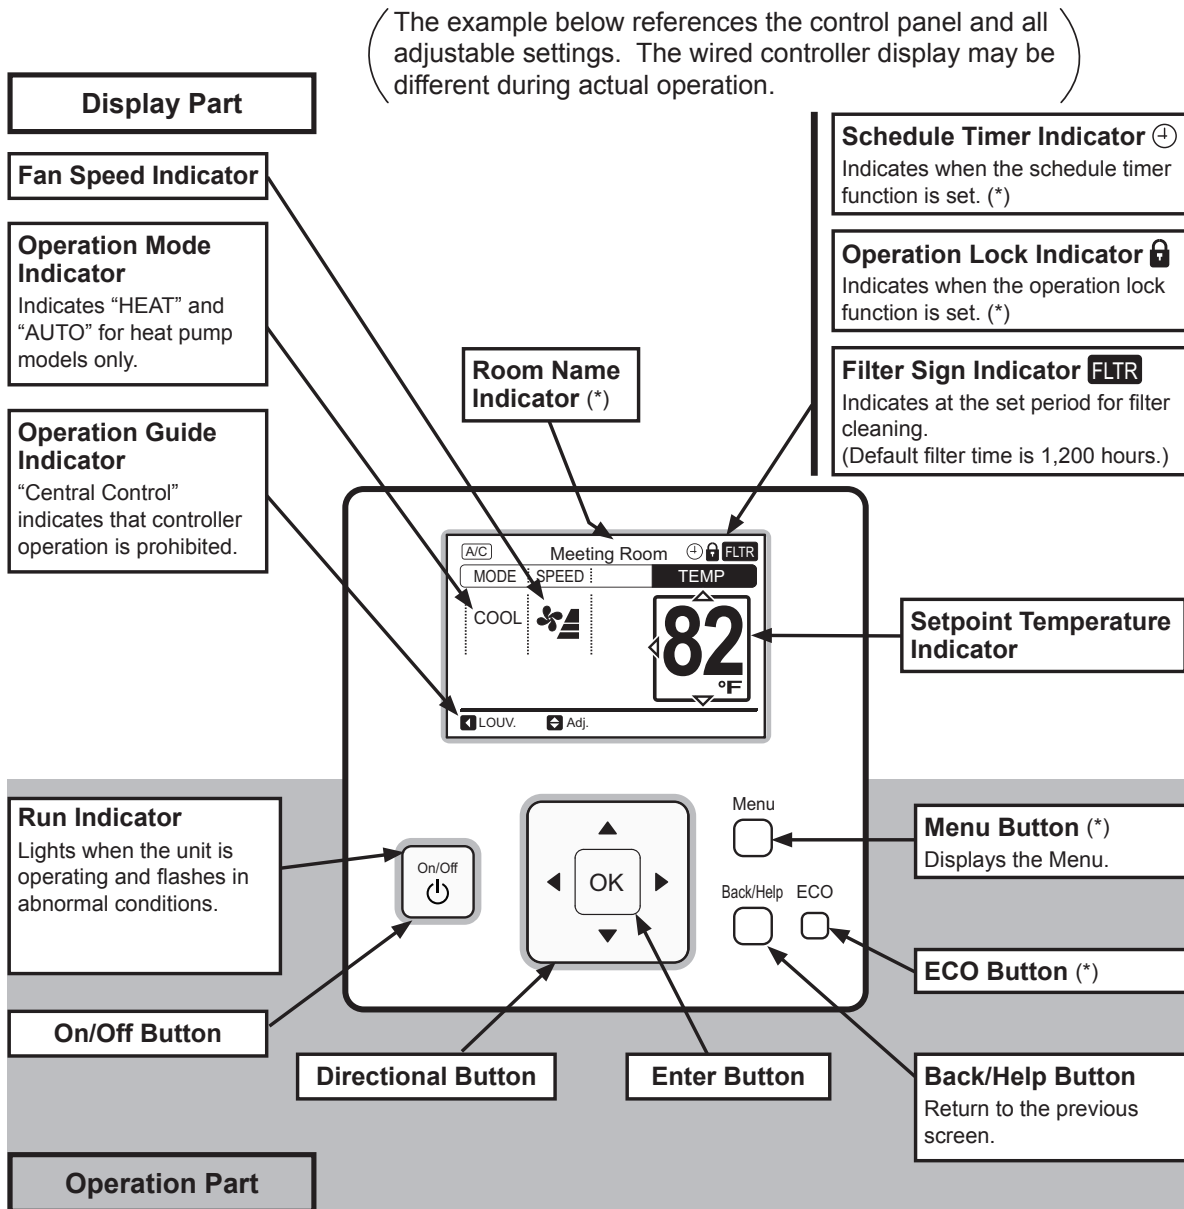 The example below references the control panel and all
adjustable settings. The wired controller display may be
different during actual operation.
Display Part
Fan Speed Indicator
Operation Mode
Indicator
Indicates “HEAT” and
“AUTO” for heat pump
models only.
Operation Guide
Indicator
“Central Control”
indicates that controller
operation is prohibited.
Room Name
Indicator (*)
Schedule Timer Indicator
Indicates when the schedule timer
function is set. (*)
Operation Lock Indicator
Indicates when the operation lock
function is set. (*)
Filter Sign Indicator FLTR
Indicates at the set period for filter
cleaning.
(Default filter time is 1,200 hours.)
A/C Meeting Room FLTR
MODE SPEED TEMP
COOL 82
°F
LOUV. Adj.
Setpoint Temperature
Indicator
Run Indicator
Lights when the unit is
operating and flashes in
abnormal conditions.
On/Off
OK
Menu
Back/Help ECO
Menu Button (*)
Displays the Menu.
ECO Button (*)
On/Off Button
Directional Button
Enter Button
Back/Help Button
Return to the previous
screen.
Operation Part